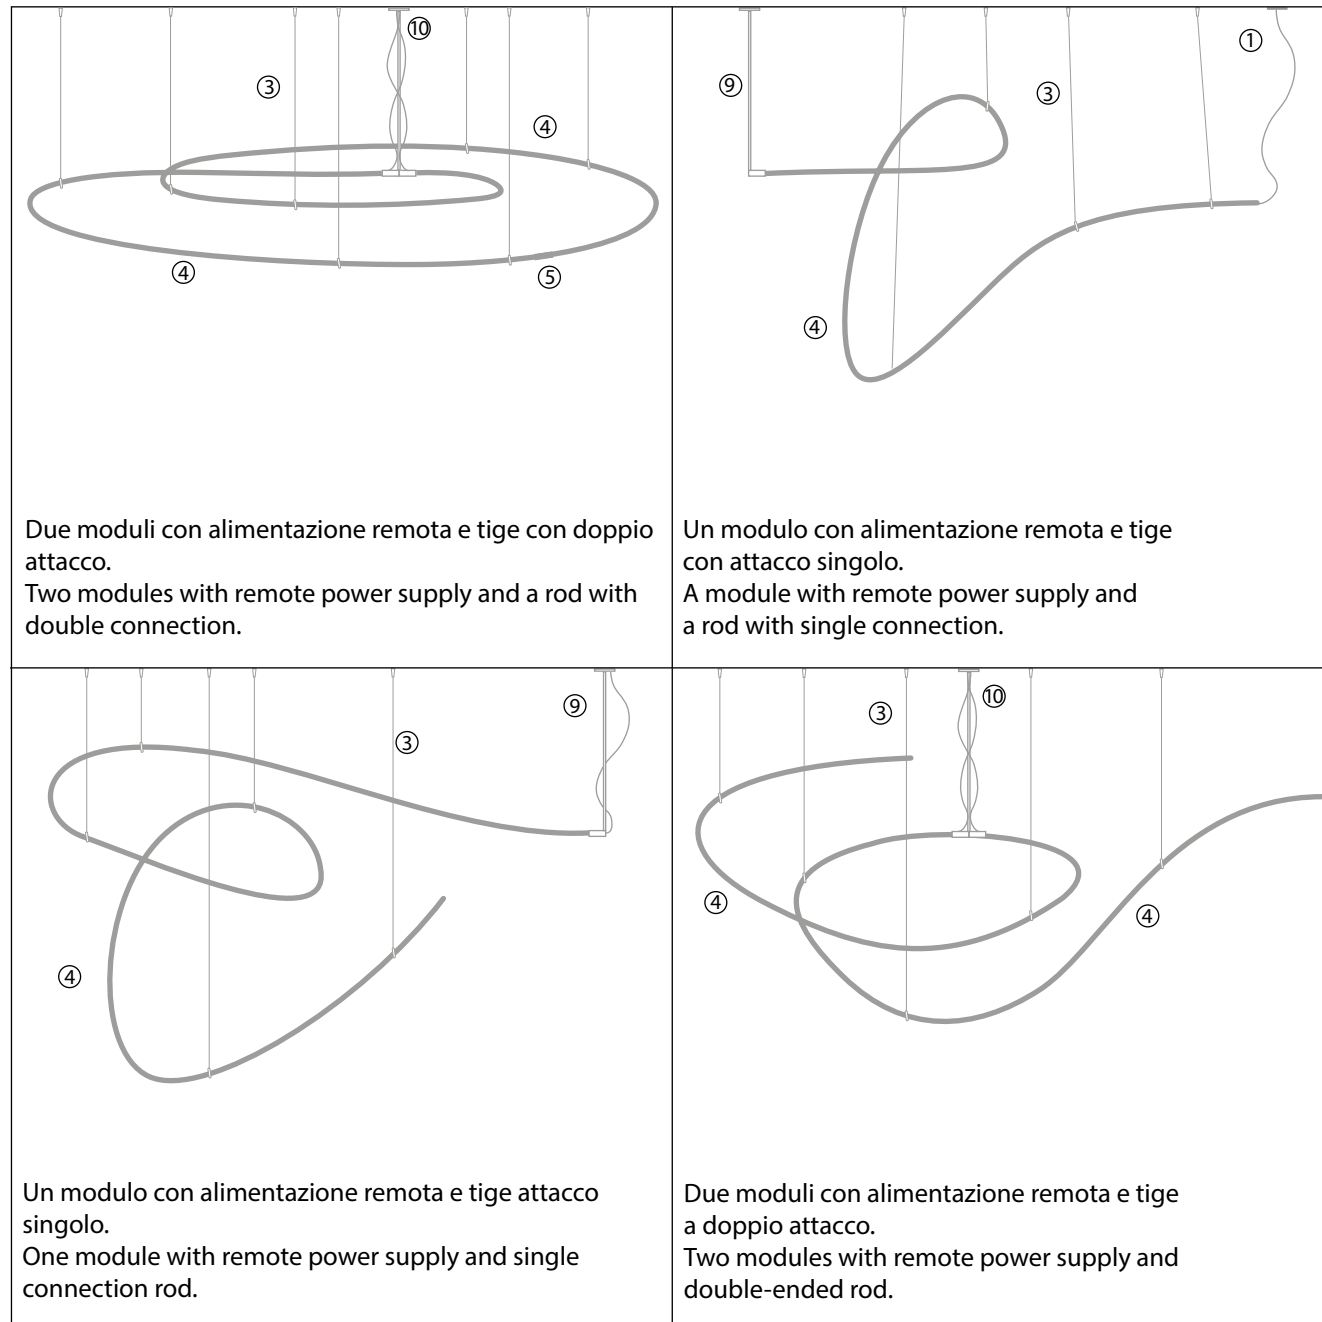 ⑩
③
④
④
⑤
Due moduli con alimentazione remota e tige con doppio
attacco.
Two modules with remote power supply and a rod with
double connection.
①
⑨
③
④
Un modulo con alimentazione remota e tige
con attacco singolo.
A module with remote power supply and
a rod with single connection.
⑨
③
④
Un modulo con alimentazione remota e tige attacco
singolo.
One module with remote power supply and single
connection rod.
⑩
③
④
④
Due moduli con alimentazione remota e tige
a doppio attacco.
Two modules with remote power supply and
double-ended rod.